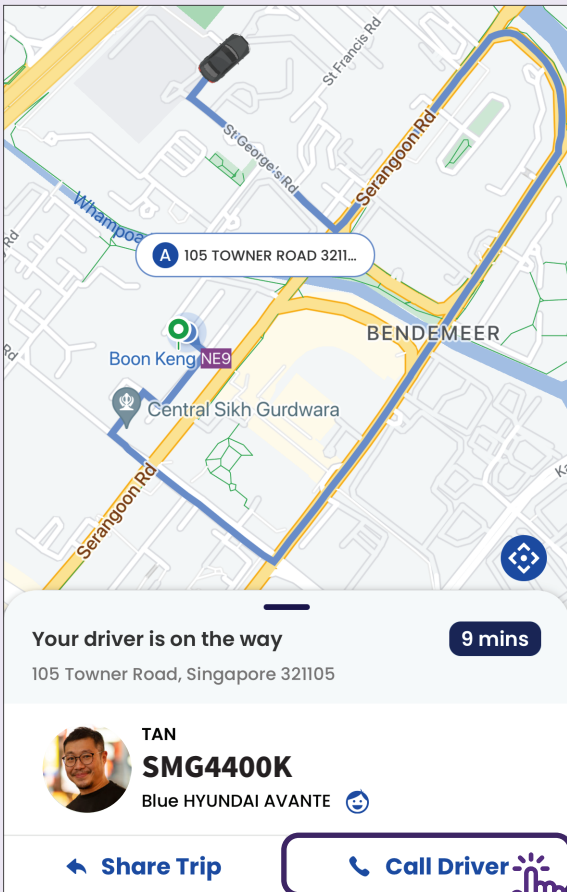 St Francis Rd
St George's Rd
Serangoon Rd
Whampoa
A 105 TOWNER ROAD 3211...
Rd
BENDEMEER
Boon Keng NE9
Rd
Central Sikh Gurdwara
Serangoon Rd
Your driver is on the way
9 mins
105 Towner Road, Singapore 321105
TAN
SMG4400K
Blue HYUNDAI AVANTE
Share Trip
Call Driver